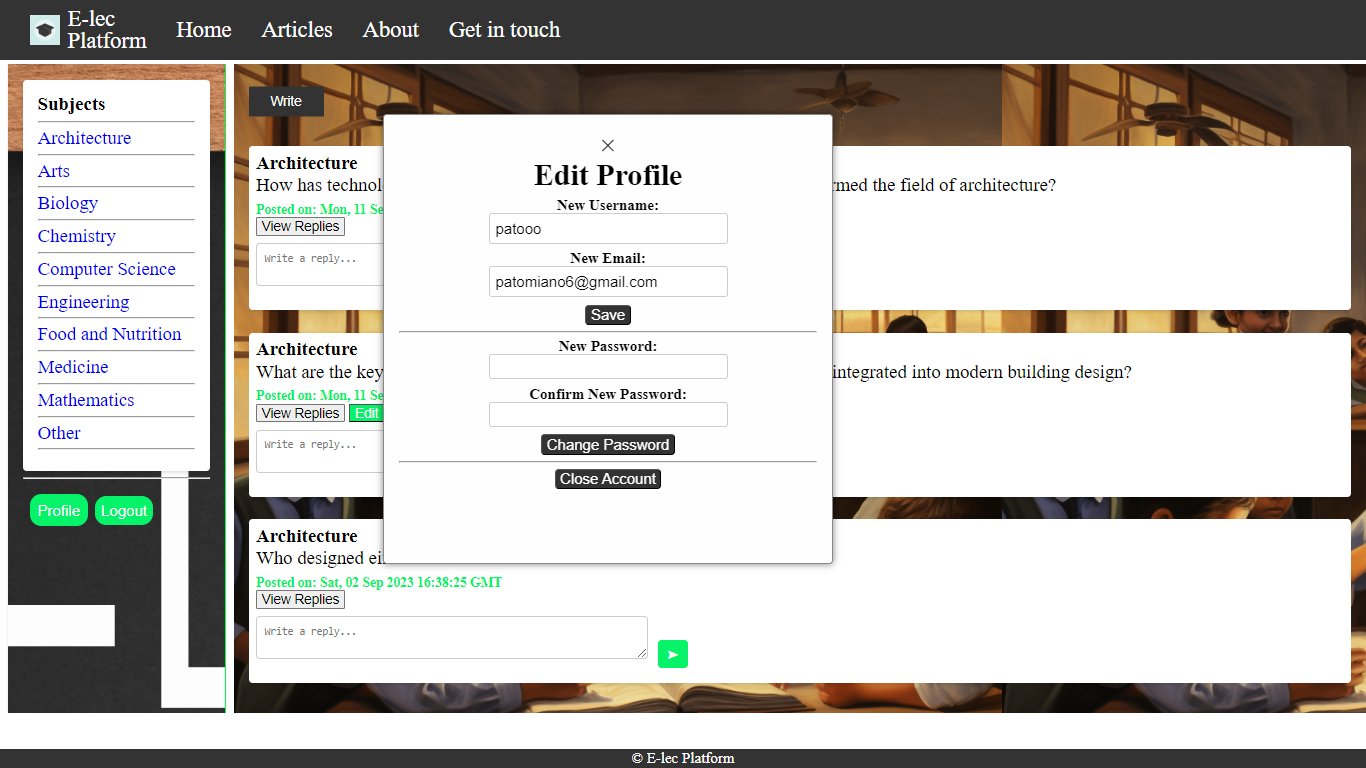 E-lec
Platform
Home
Articles
About
Get in touch
Subjects
Architecture
Arts
Biology
Chemistry
Computer Science
Engineering
Food and Nutrition
Medicine
Mathematics
Other
Profile
Logout
Write
Architecture
How has technol
rmed the field of architecture?
Posted on: Mon, 11 Se
View Replies
Write a reply...
Architecture
What are the key
integrated into modern building design?
Posted on: Mon, 11 Se
View Replies
Edit
Write a reply...
Architecture
Who designed ei
Posted on: Sat, 02 Sep 2023 16:38:25 GMT
View Replies
Write a reply...
Edit Profile
New Username:
patooo
New Email:
patomiano6@gmail.com
Save
New Password:
Confirm New Password:
Change Password
Close Account
© E-lec Platform